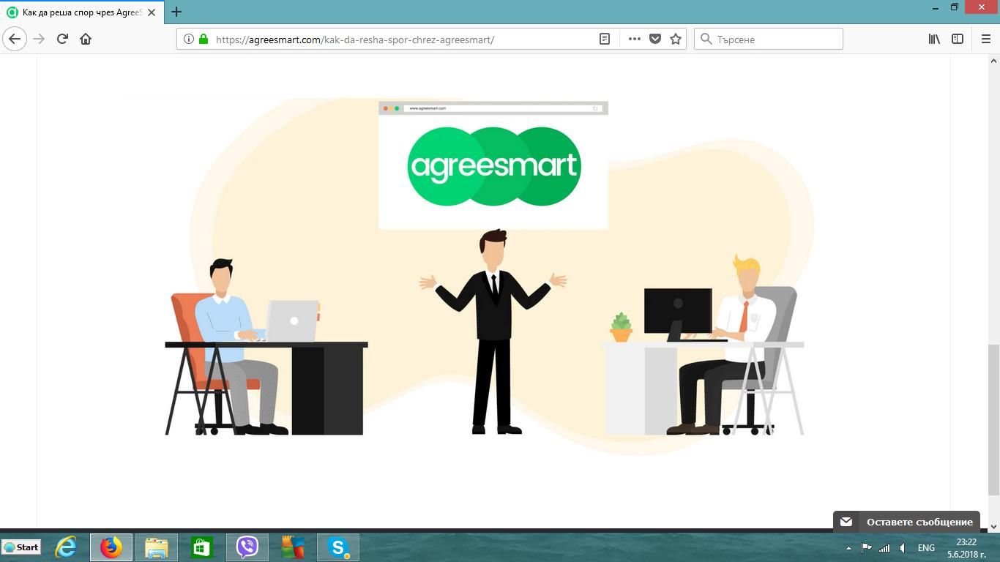 Как да реша спор чрез AgreeS
https://agreesmart.com/kak-da-resha-spor-chrez-agreesmart/
Търсене
www.agreesmart.com
agreesmart
Оставете съобщение
Start
ENG
23:22
5.6.2018 г.